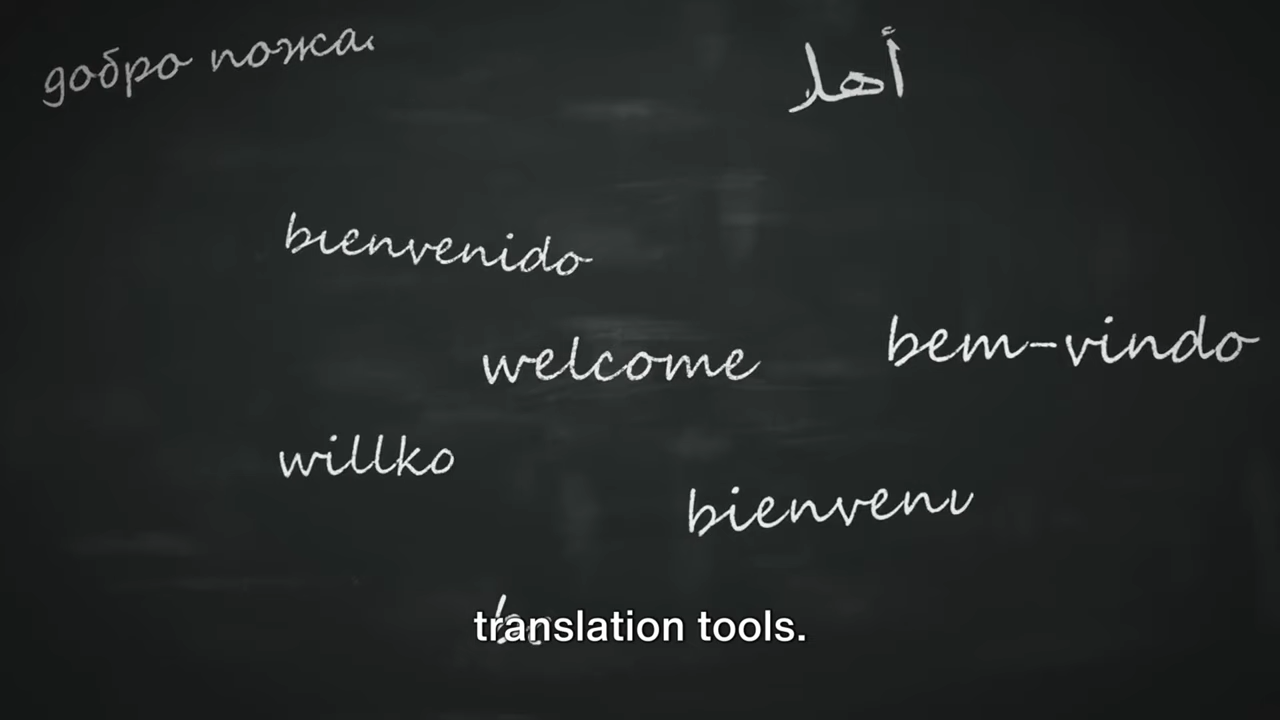 добро пожа
أهلا
bienvenido
welcome
bem-vindo
willko
bienvenu
translation tools.